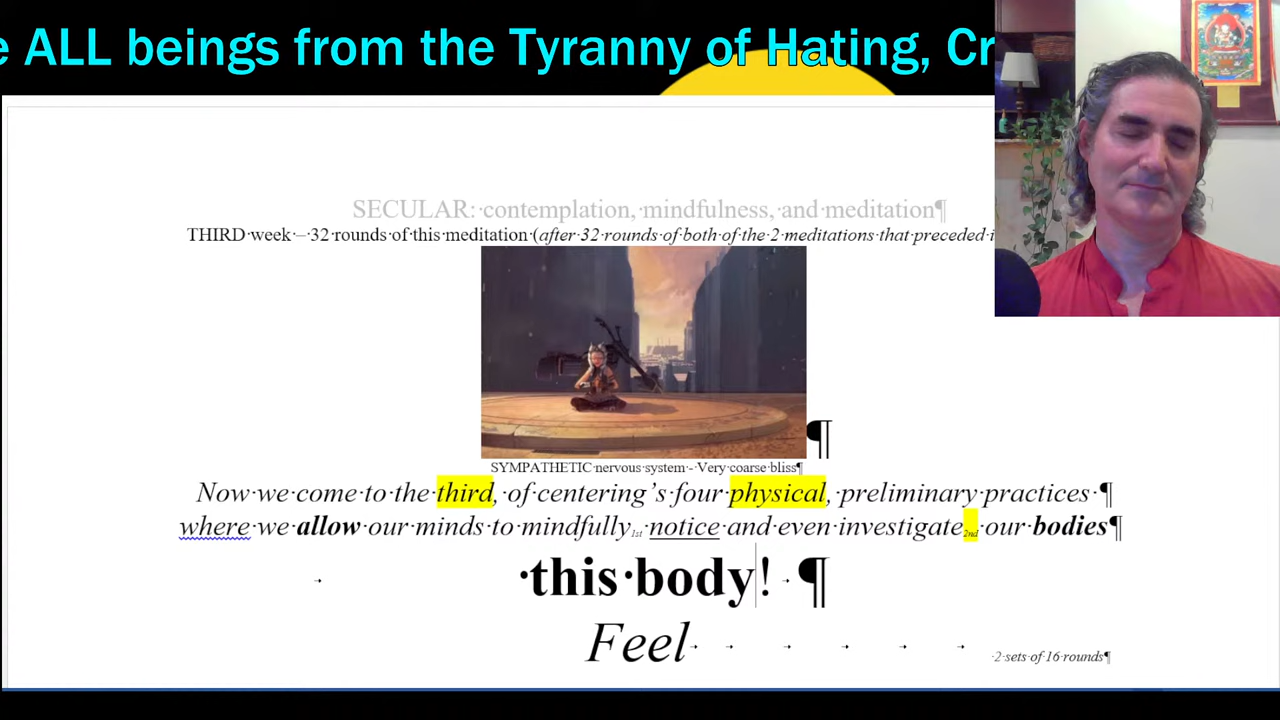 e ALL beings from the Tyranny of Hating, Cr
SECULAR: contemplation, mindfulness, and meditation¶
THIRD week – 32 rounds of this meditation (after 32 rounds of both of the 2 meditations that preceded i
¶
SYMPATHETIC nervous system - Very coarse bliss¶
Now we come to the third, of centering's four physical, preliminary practices ¶
where we allow our minds to mindfully 1st notice and even investigate 2nd our bodies¶
this body! ¶
Feel
2 sets of 16 rounds¶